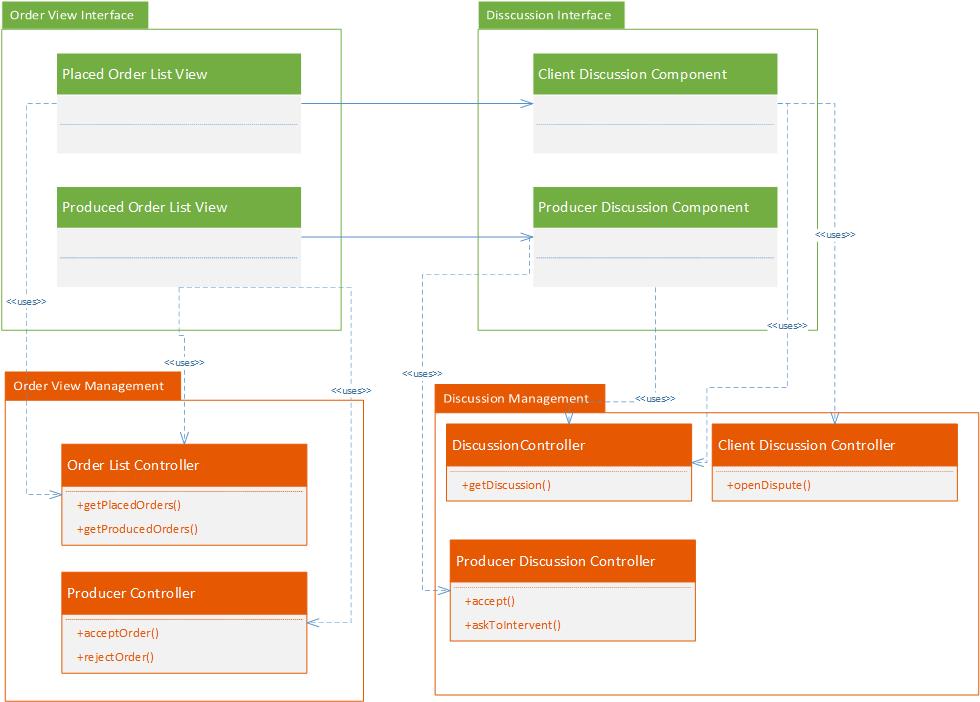 Order View Interface
Disscussion Interface
Placed Order List View
Client Discussion Component
Produced Order List View
Producer Discussion Component
<<uses>>
<<uses>>
<<uses>>
<<uses>>
<<uses>>
<<uses>>
<<uses>>
Order View Management
Discussion Management
Order List Controller
+getPlacedOrders()
+getProducedOrders()
Producer Controller
+acceptOrder()
+rejectOrder()
DiscussionController
+getDiscussion()
Client Discussion Controller
+openDispute()
Producer Discussion Controller
+accept()
+askToIntervent()